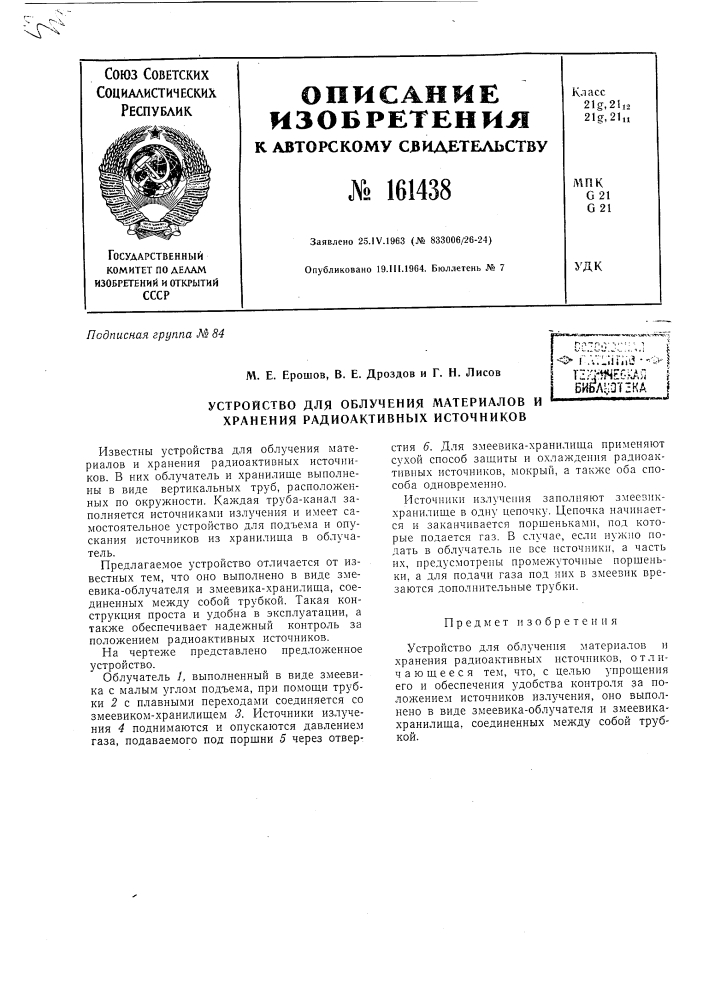 Союз Советских
Социалистических
Республик
Государственный
комитет по делам
изобретений и открытий
СССР
ОПИСАНИЕ
ИЗОБРЕТЕНИЯ
К АВТОРСКОМУ СВИДЕТЕЛЬСТВУ
№ 161438
Заявлено 25.IV.1963 (№ 833006/26-24)
Опубликовано 19.III.1964. Бюллетень № 7
Класс
21g, 21₁₂
21g, 21₁₁
МПК
G 21
G 21
УДК
Подписная группа № 84
БИБЛИОТЕКА
М. Е. Ерошов, В. Е. Дроздов и Г. Н. Лисов
УСТРОЙСТВО ДЛЯ ОБЛУЧЕНИЯ МАТЕРИАЛОВ И
ХРАНЕНИЯ РАДИОАКТИВНЫХ ИСТОЧНИКОВ
Известны устройства для облучения мате-
риалов и хранения радиоактивных источни-
ков. В них облучатель и хранилище выполне-
ны в виде вертикальных труб, расположен-
ных по окружности. Каждая труба-канал за-
полняется источниками излучения и имеет са-
мостоятельное устройство для подъема и опу-
скания источников из хранилища в облуча-
тель.
Предлагаемое устройство отличается от из-
вестных тем, что оно выполнено в виде зме-
евика-облучателя и змеевика-хранилища, сое-
диненных между собой трубкой. Такая кон-
струкция проста и удобна в эксплуатации, а
также обеспечивает надежный контроль за
положением радиоактивных источников.
На чертеже представлено предложенное
устройство.
Облучатель 1, выполненный в виде змееви-
ка с малым углом подъема, при помощи труб-
ки 2 с плавными переходами соединяется со
змеевиком-хранилищем 3. Источники излуче-
ния 4 поднимаются и опускаются давлением
газа, подаваемого под поршни 5 через отвер-
стия 6. Для змеевика-хранилища применяют
сухой способ защиты и охлаждения радиоак-
тивных источников, мокрый, а также оба спо-
соба одновременно.
Источники излучения заполняют змеевик-
хранилище в одну цепочку. Цепочка начинает-
ся и заканчивается поршеньками, под кото-
рые подается газ. В случае, если нужно по-
дать в облучатель не все источники, а часть
их, предусмотрены промежуточные поршень-
ки, а для подачи газа под них в змеевик вре-
заются дополнительные трубки.
Предмет изобретения
Устройство для облучения материалов и
хранения радиоактивных источников, отли-
чающееся тем, что, с целью упрощения
его и обеспечения удобства контроля за по-
ложением источников излучения, оно выпол-
нено в виде змеевика-облучателя и змеевика-
хранилища, соединенных между собой труб-
кой.